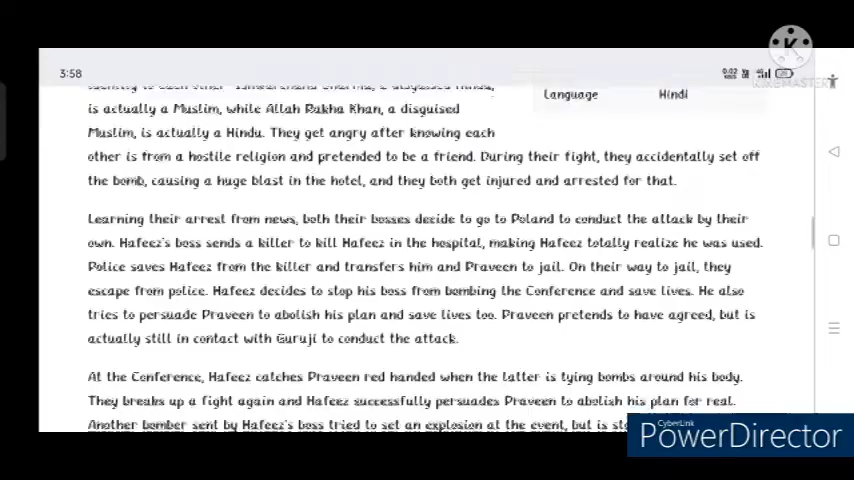 3:58
Language Hindi
is actually a Muslim, while Allah Rakha Khan, a disguised
Muslim, is actually a Hindu. They get angry after knowing each
other is from a hostile religion and pretended to be a friend. During their fight, they accidentally set off
the bomb, causing a huge blast in the hotel, and they both get injured and arrested for that.
Learning their arrest from news, both their bosses decide to go to Poland to conduct the attack by their
own. Hafeez's boss sends a killer to kill Hafeez in the hospital, making Hafeez totally realize he was used.
Police saves Hafeez from the killer and transfers him and Praveen to jail. On their way to jail, they
escape from police. Hafeez decides to stop his boss from bombing the Conference and save lives. He also
tries to persuade Praveen to abolish his plan and save lives too. Praveen pretends to have agreed, but is
actually still in contact with Guruji to conduct the attack.
At the Conference, Hafeez catches Praveen red handed when the latter is tying bombs around his body.
They breaks up a fight again and Hafeez successfully persuades Praveen to abolish his plan for real.
Another bomber sent by Hafeez's boss tried to set an explosion at the event, but is
CyberLink
PowerDirector
KINEMASTER